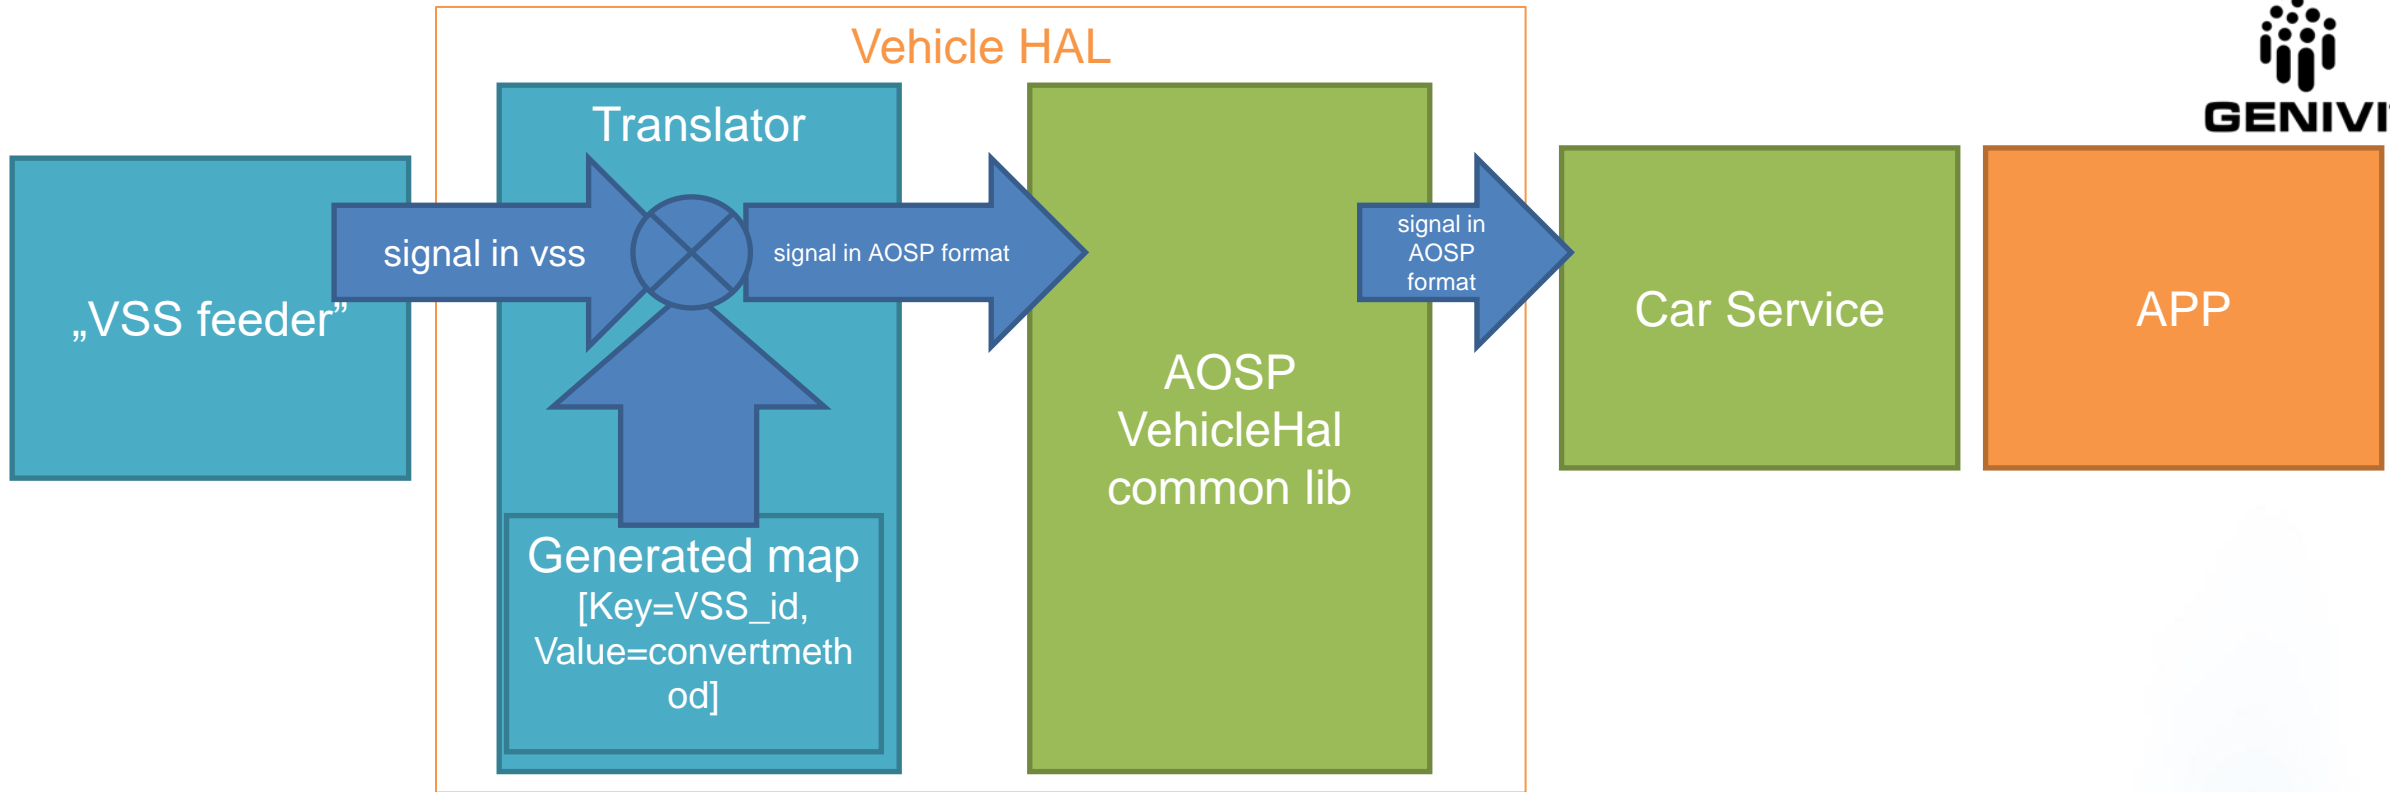 Vehicle HAL
GENIVI
Translator
„VSS feeder”
signal in vss
signal in AOSP format
signal in
AOSP
format
Generated map
[Key=VSS_id,
Value=convertmeth
od]
AOSP
VehicleHal
common lib
Car Service
APP